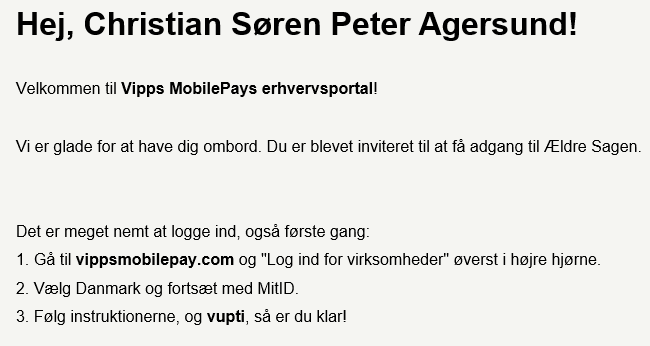 Hej, Christian Søren Peter Agersund!
Velkommen til Vipps MobilePays erhvervsportal!
Vi er glade for at have dig ombord. Du er blevet inviteret til at få adgang til Ældre Sagen.
Det er meget nemt at logge ind, også første gang:
1. Gå til vippsmobilepay.com og "Log ind for virksomheder" øverst i højre hjørne.
2. Vælg Danmark og fortsæt med MitID.
3. Følg instruktionerne, og vupti, så er du klar!